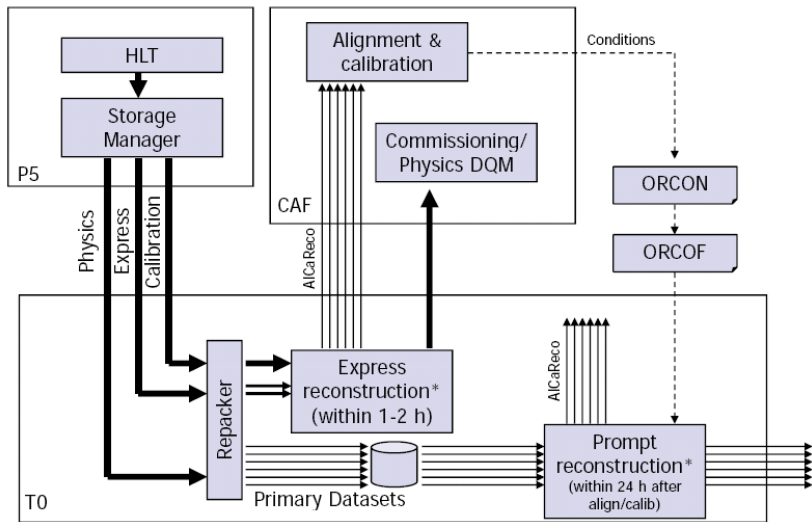 HLT
Storage
Manager
P5
Alignment &
calibration
Commissioning/
Physics DQM
CAF
Conditions
ORCON
ORCOF
Physics
Express
Calibration
AlCaReco
Repacker
Express
reconstruction*
(within 1-2 h)
AlCaReco
Prompt
reconstruction*
(within 24 h after
align/calib)
Primary Datasets
T0